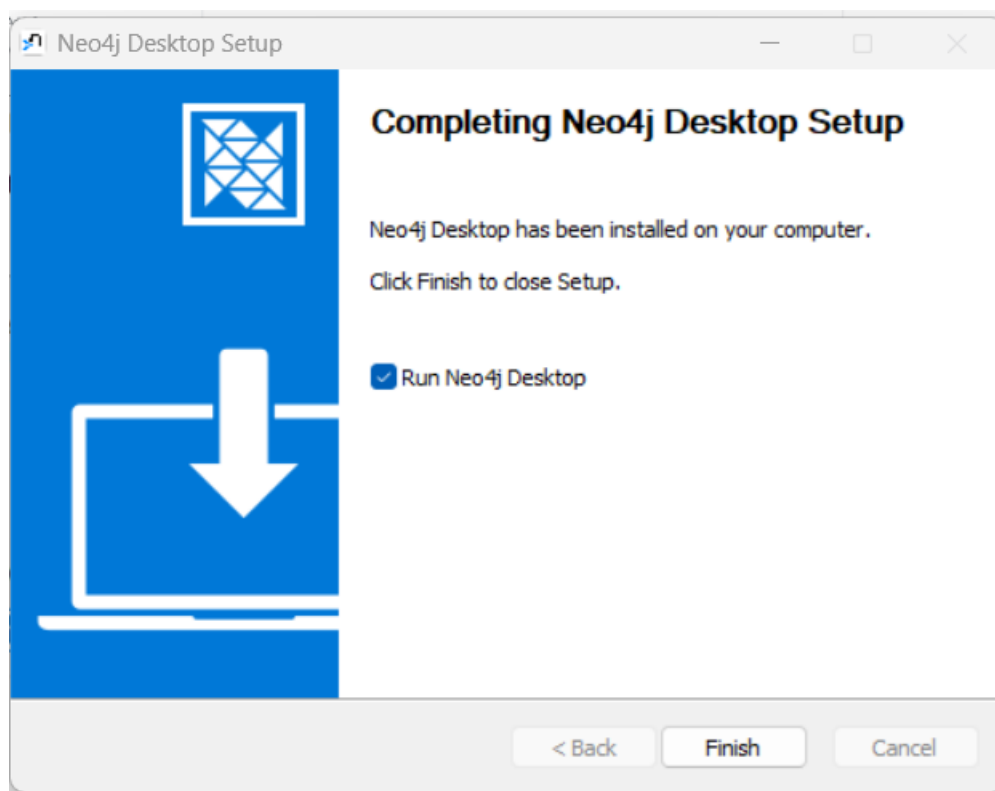 Neo4j Desktop Setup
Completing Neo4j Desktop Setup
Neo4j Desktop has been installed on your computer.
Click Finish to close Setup.
Run Neo4j Desktop
< Back
Finish
Cancel